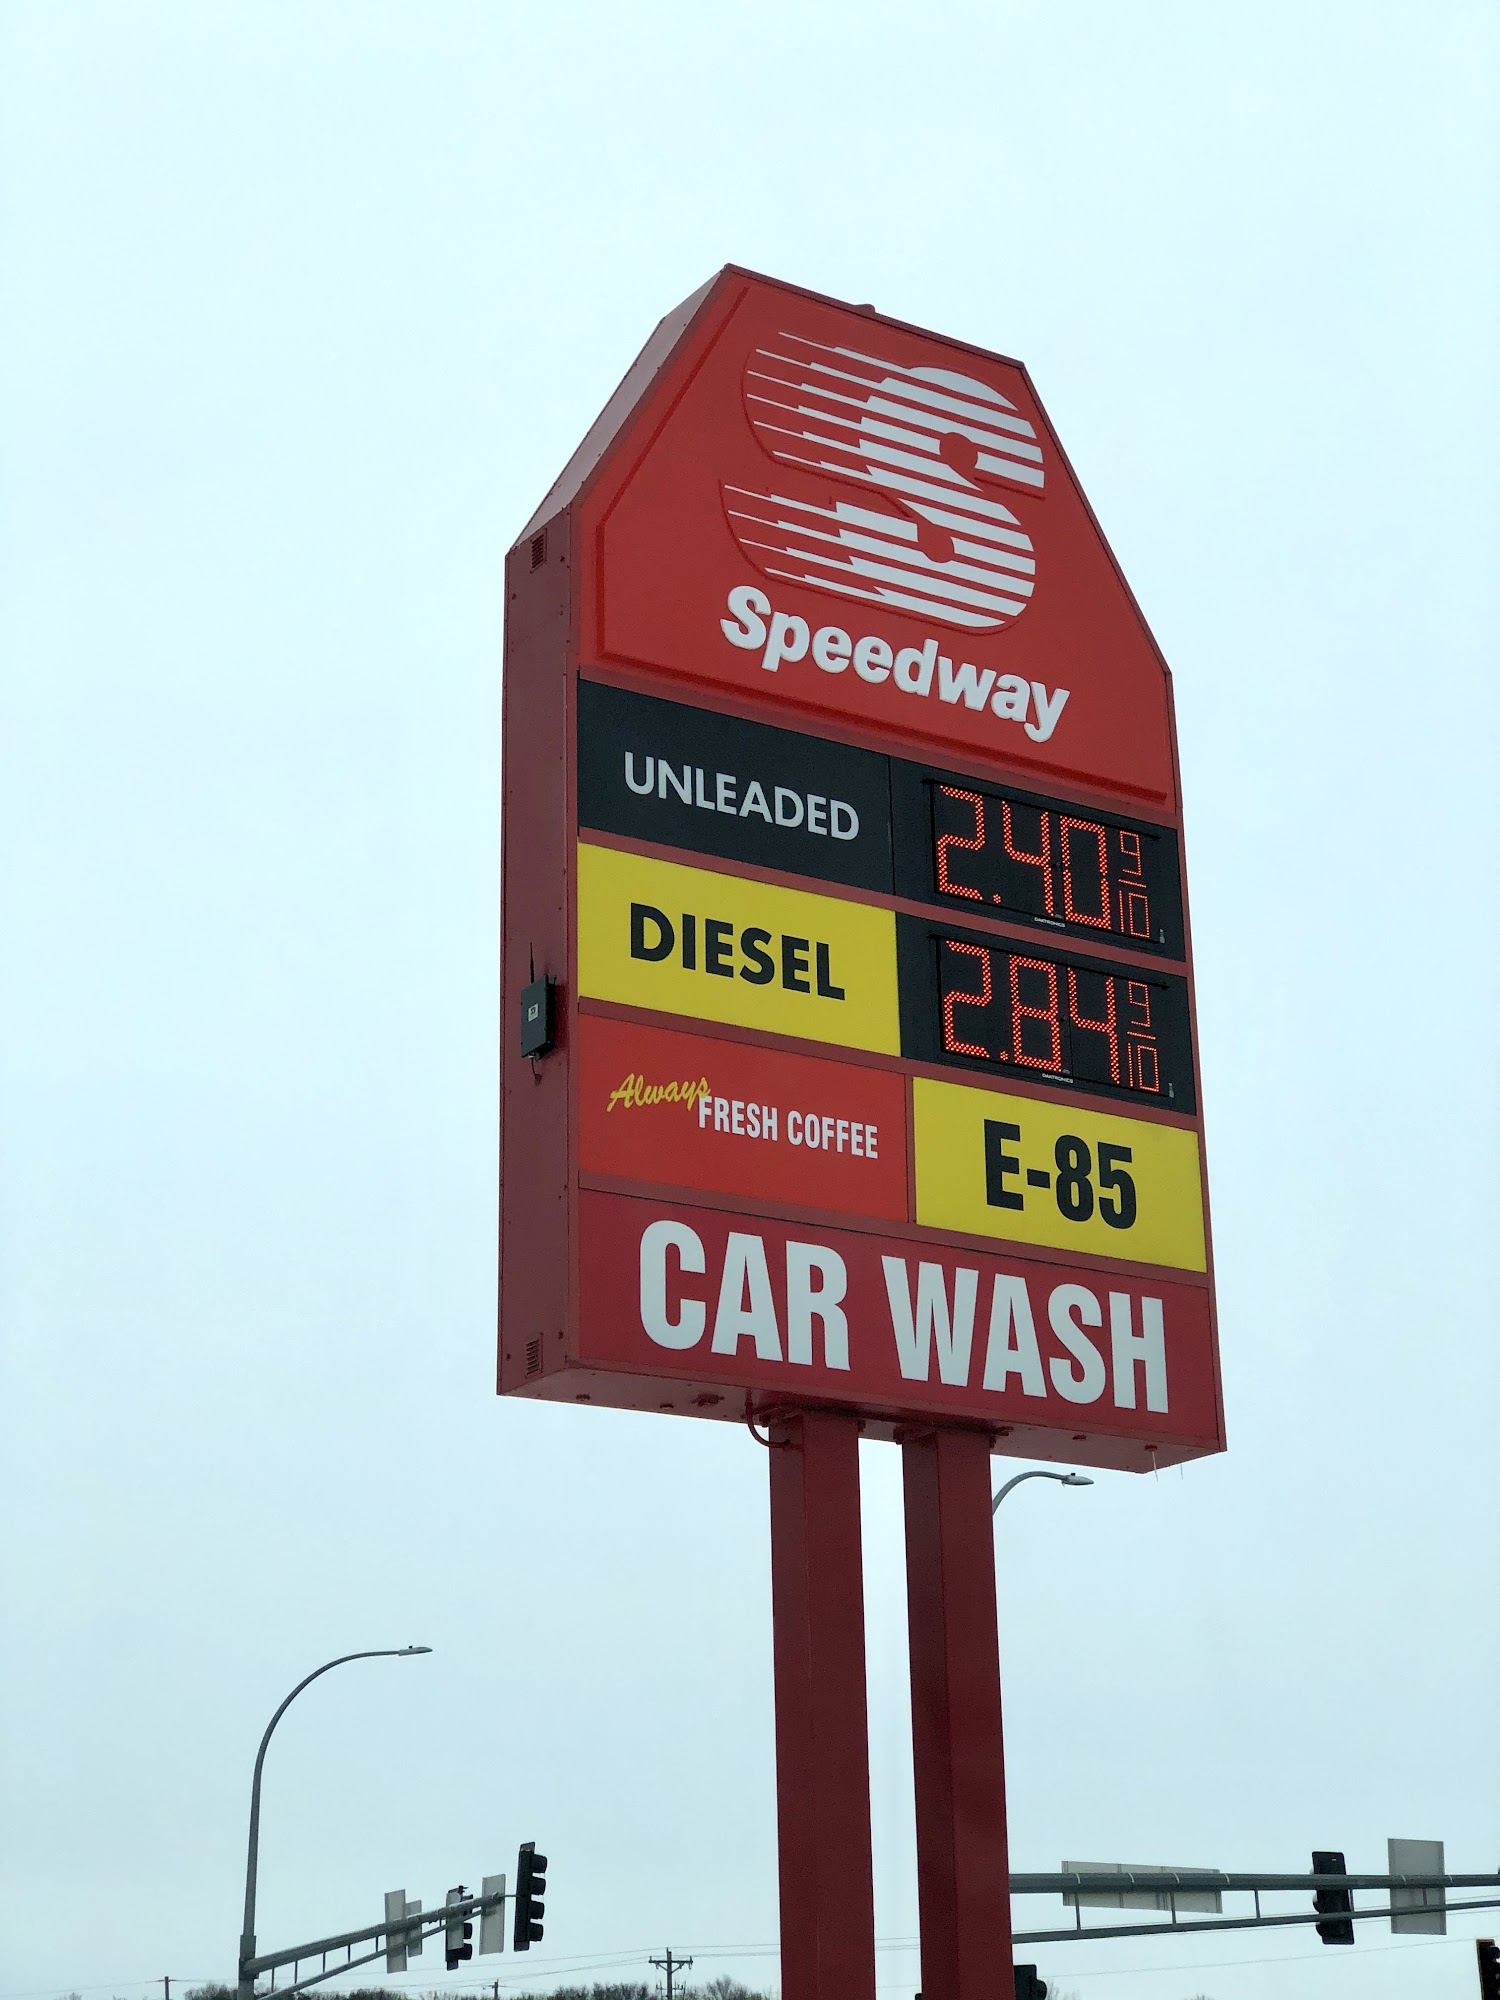 S
Speedway
UNLEADED 2.40 9/10
DIESEL 2.84 9/10
Always FRESH COFFEE
E-85
CAR WASH